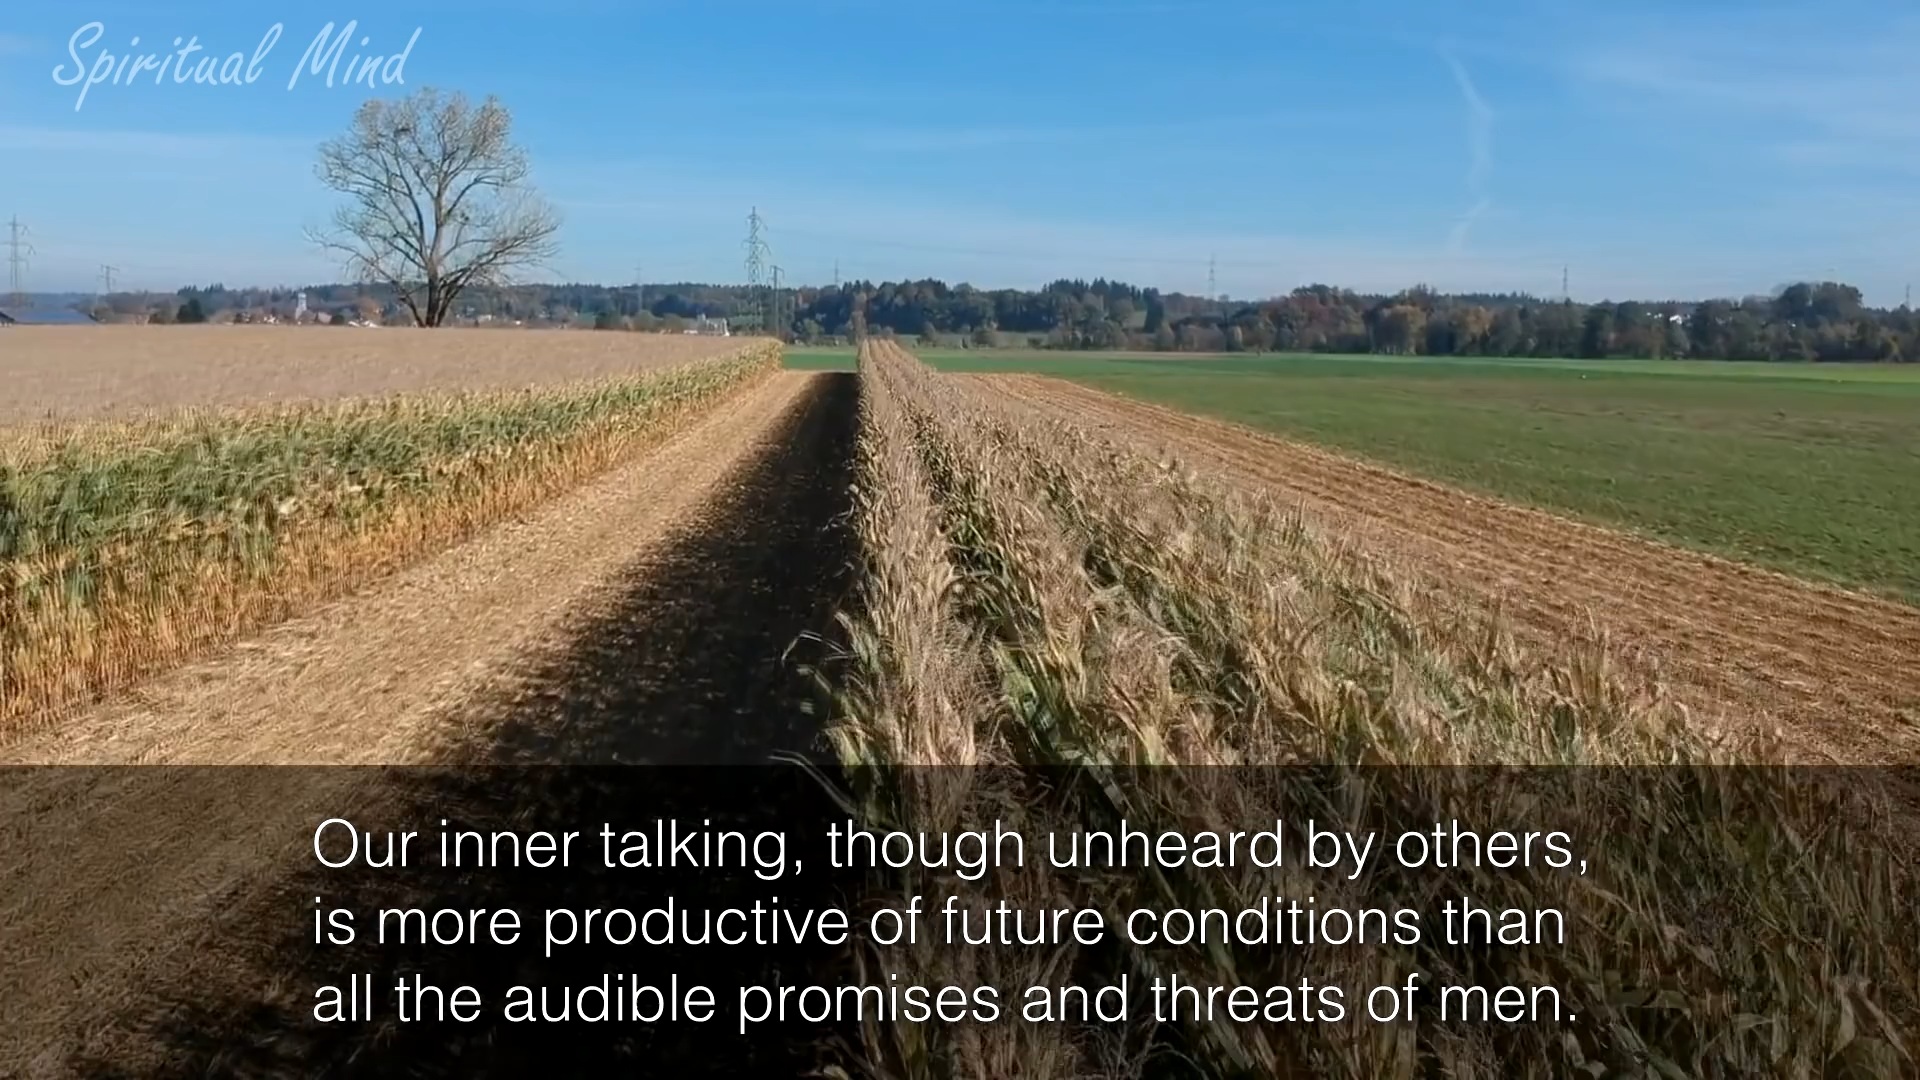 Spiritual Mind
Our inner talking, though unheard by others,
is more productive of future conditions than
all the audible promises and threats of men.